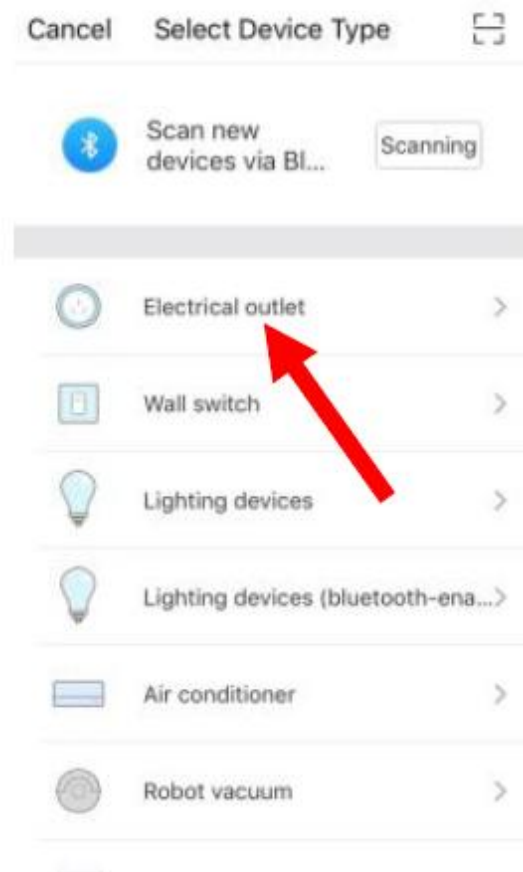 Cancel Select Device Type
Scan new
devices via Bl...
Scanning
Electrical outlet
Wall switch
Lighting devices
Lighting devices (bluetooth-ena...
Air conditioner
Robot vacuum